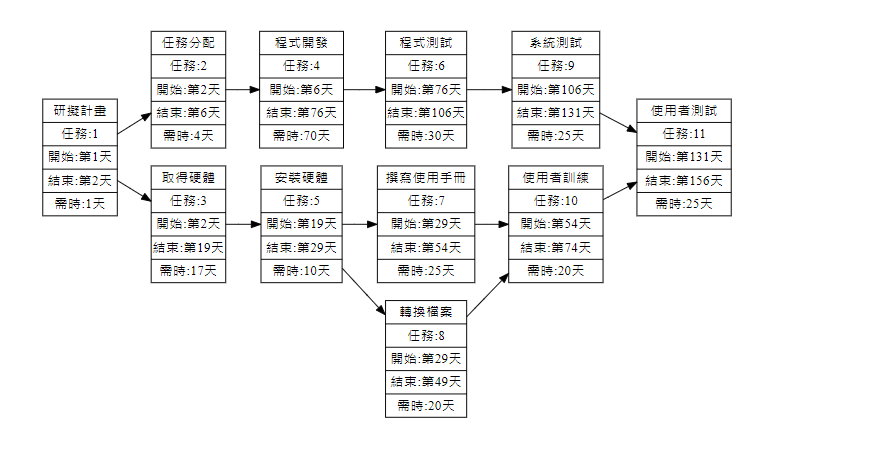 研擬計畫
任務:1
開始:第1天
結束:第2天
需時:1天
任務分配
任務:2
開始:第2天
結束:第6天
需時:4天
程式開發
任務:4
開始:第6天
結束:第76天
需時:70天
程式測試
任務:6
開始:第76天
結束:第106天
需時:30天
系統測試
任務:9
開始:第106天
結束:第131天
需時:25天
使用者測試
任務:11
開始:第131天
結束:第156天
需時:25天
取得硬體
任務:3
開始:第2天
結束:第19天
需時:17天
安裝硬體
任務:5
開始:第19天
結束:第29天
需時:10天
撰寫使用手冊
任務:7
開始:第29天
結束:第54天
需時:25天
使用者訓練
任務:10
開始:第54天
結束:第74天
需時:20天
轉換檔案
任務:8
開始:第29天
結束:第49天
需時:20天